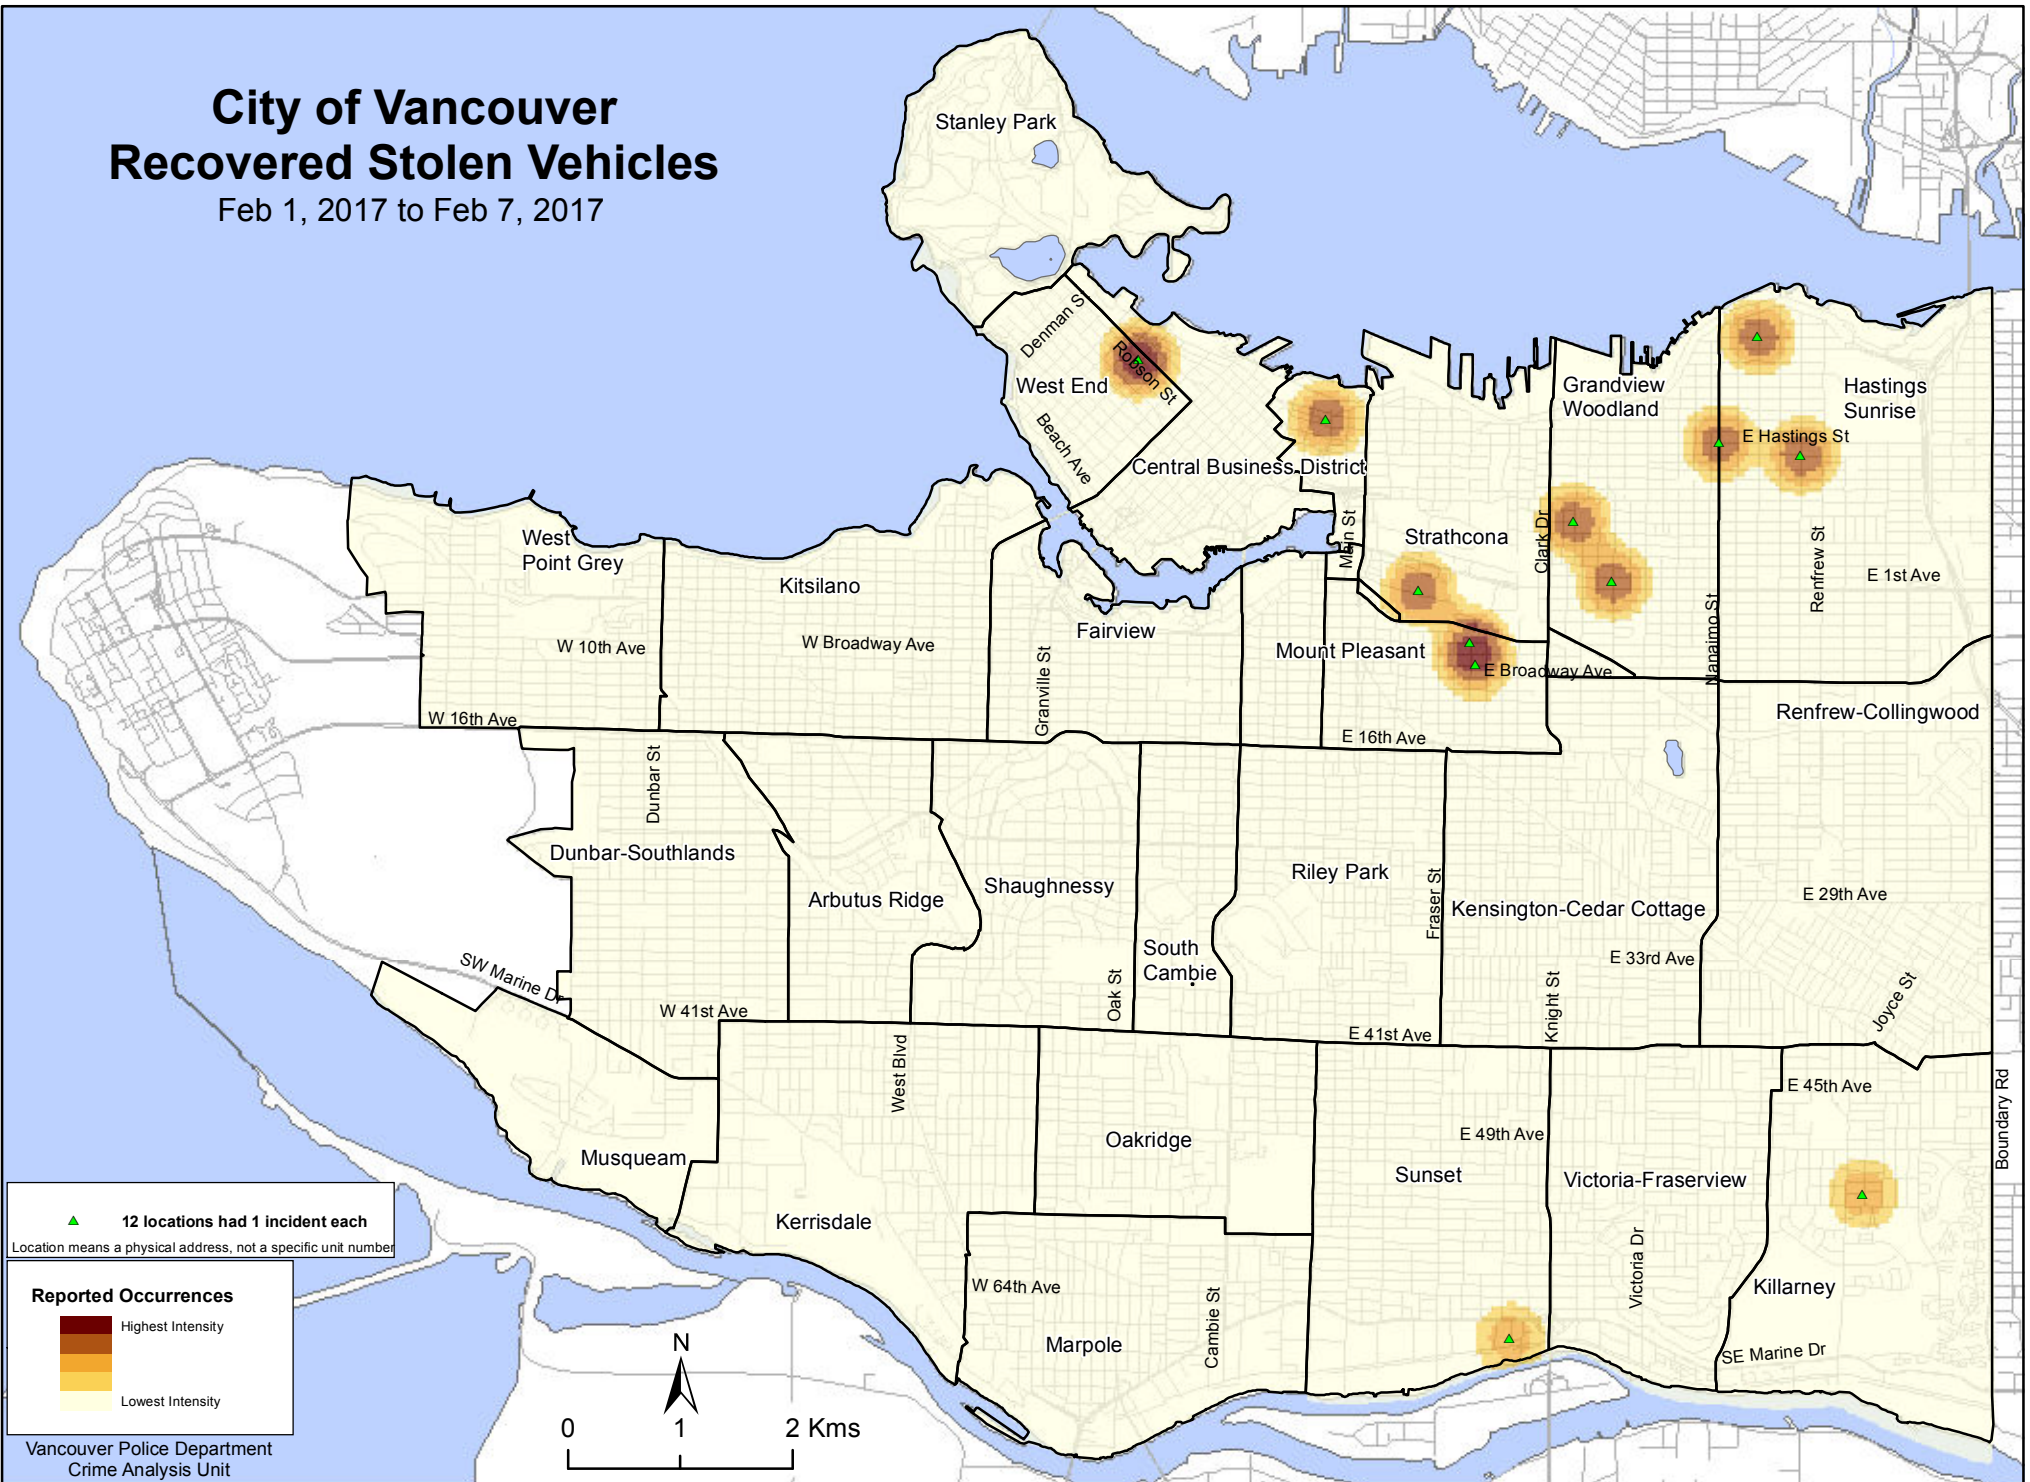 City of Vancouver
Recovered Stolen Vehicles
Feb 1, 2017 to Feb 7, 2017
Stanley Park
Denman S
Robson St
West End
Beach Ave
Central Business District
Grandview
Woodland
Hastings
Sunrise
E Hastings St
Main St
Strathcona
Clark Dr
Renfrew St
E 1st Ave
Nanaimo St
West
Point Grey
Kitsilano
W 10th Ave
W Broadway Ave
Fairview
Granville St
Mount Pleasant
E Broadway Ave
W 16th Ave
E 16th Ave
Renfrew-Collingwood
Dunbar St
Dunbar-Southlands
Arbutus Ridge
Shaughnessy
South
Cambie
Oak St
Riley Park
Fraser St
Kensington-Cedar Cottage
E 29th Ave
E 33rd Ave
Knight St
Joyce St
SW Marine Dr
W 41st Ave
E 41st Ave
West Blvd
E 45th Ave
Boundary Rd
Musqueam
Oakridge
E 49th Ave
Sunset
Victoria-Fraserview
Kerrisdale
Victoria Dr
W 64th Ave
Cambie St
Killarney
Marpole
SE Marine Dr
12 locations had 1 incident each
Location means a physical address, not a specific unit number
Reported Occurrences
Highest Intensity
Lowest Intensity
Vancouver Police Department
Crime Analysis Unit
N
0 1 2 Kms